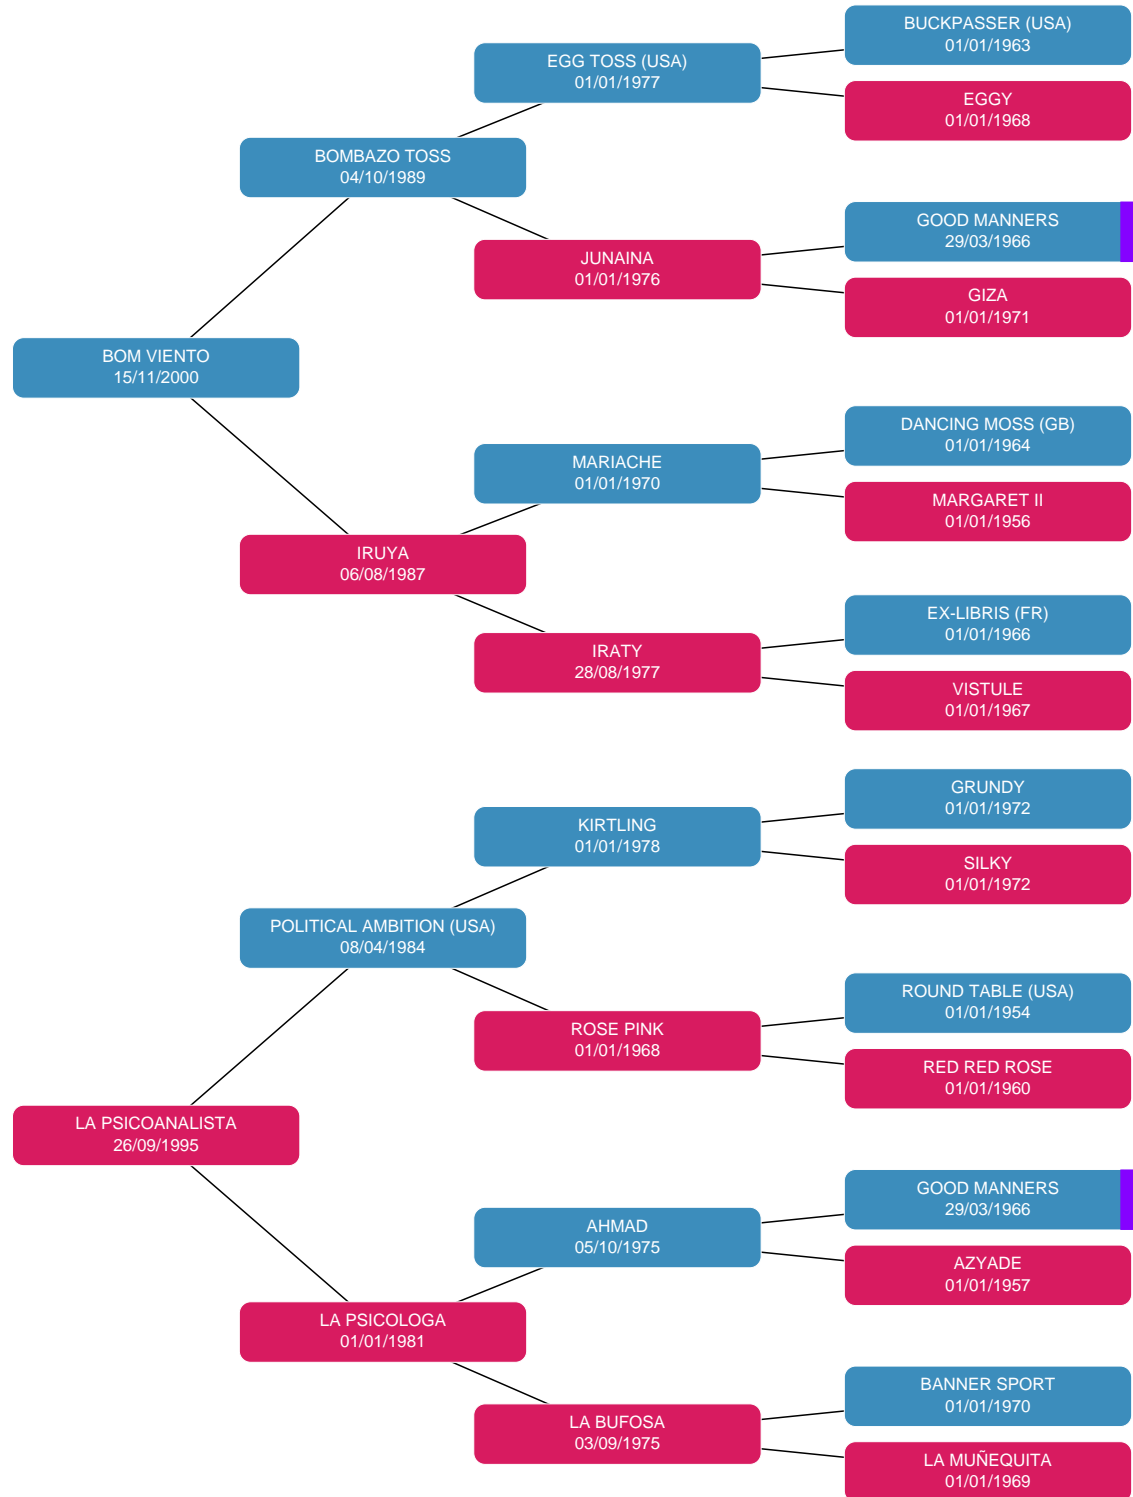 BUCKPASSER (USA)
01/01/1963
EGG TOSS (USA)
01/01/1977
EGGY
01/01/1968
BOMBAZO TOSS
04/10/1989
GOOD MANNERS
29/03/1966
JUNAINA
01/01/1976
GIZA
01/01/1971
BOM VIENTO
15/11/2000
DANCING MOSS (GB)
01/01/1964
MARIACHE
01/01/1970
MARGARET II
01/01/1956
IRUYA
06/08/1987
EX-LIBRIS (FR)
01/01/1966
IRATY
28/08/1977
VISTULE
01/01/1967
GRUNDY
01/01/1972
KIRTLING
01/01/1978
SILKY
01/01/1972
POLITICAL AMBITION (USA)
08/04/1984
ROUND TABLE (USA)
01/01/1954
ROSE PINK
01/01/1968
RED RED ROSE
01/01/1960
LA PSICOANALISTA
26/09/1995
GOOD MANNERS
29/03/1966
AHMAD
05/10/1975
AZYADE
01/01/1957
LA PSICOLOGA
01/01/1981
BANNER SPORT
01/01/1970
LA BUFOSA
03/09/1975
LA MUÑEQUITA
01/01/1969